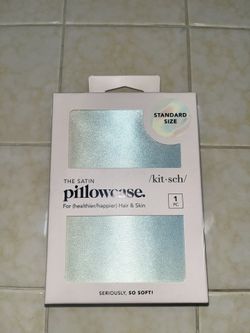 STANDARD
SIZE
THE SATIN
/kit·sch/
pillowcase.
For (healthier/happier) Hair & Skin
1
PC
SERIOUSLY, SO SOFT!